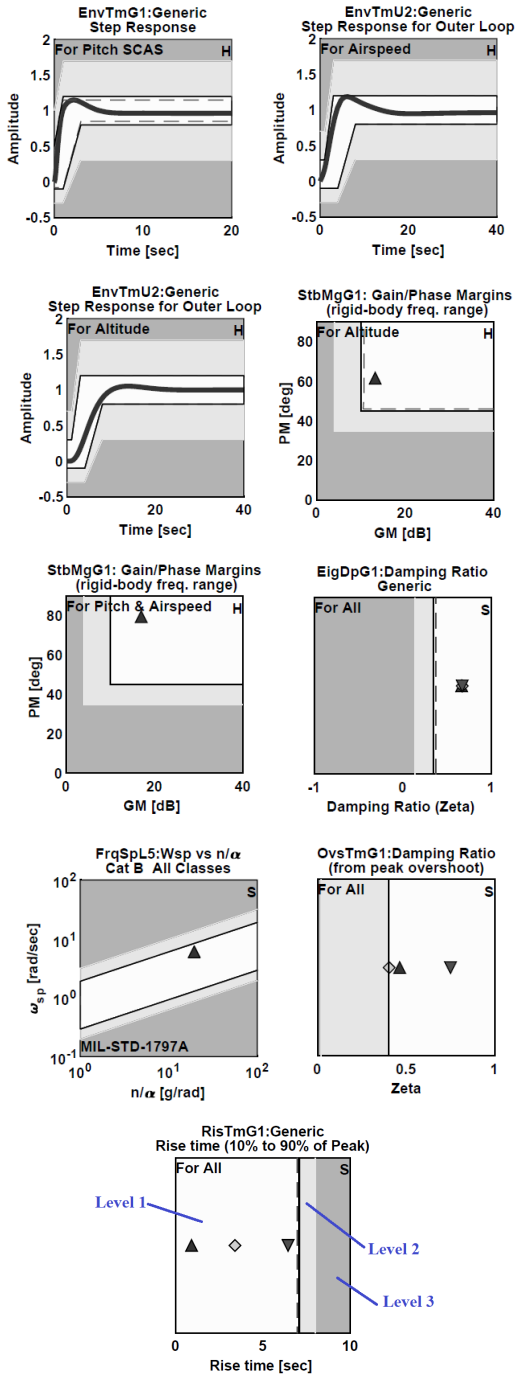 EnvTmG1:Generic
Step Response
For Pitch SCAS
H
2
1.5
1
0.5
0
-0.5
Amplitude
0
10
20
Time [sec]
EnvTmU2:Generic
Step Response for Outer Loop
For Airspeed
H
2
1.5
1
0.5
0
-0.5
Amplitude
0
20
40
Time [sec]
EnvTmU2:Generic
Step Response for Outer Loop
For Altitude
H
2
1.5
1
0.5
0
-0.5
Amplitude
0
20
40
Time [sec]
StbMgG1: Gain/Phase Margins
(rigid-body freq. range)
For Altitude
H
80
60
40
20
0
PM [deg]
0
20
40
GM [dB]
StbMgG1: Gain/Phase Margins
(rigid-body freq. range)
For Pitch & Airspeed
H
80
60
40
20
0
PM [deg]
0
20
40
GM [dB]
EigDpG1:Damping Ratio
Generic
For All
S
-1
0
1
Damping Ratio (Zeta)
FrqSpL5:Wsp vs n/α
Cat B All Classes
S
10²
10¹
10⁰
10⁻¹
ωsp [rad/sec]
MIL-STD-1797A
10⁰
10¹
10²
n/α [g/rad]
OvsTmG1:Damping Ratio
(from peak overshoot)
For All
S
0
0.5
1
Zeta
RisTmG1:Generic
Rise time (10% to 90% of Peak)
For All
S
Level 1
Level 2
Level 3
0
5
10
Rise time [sec]